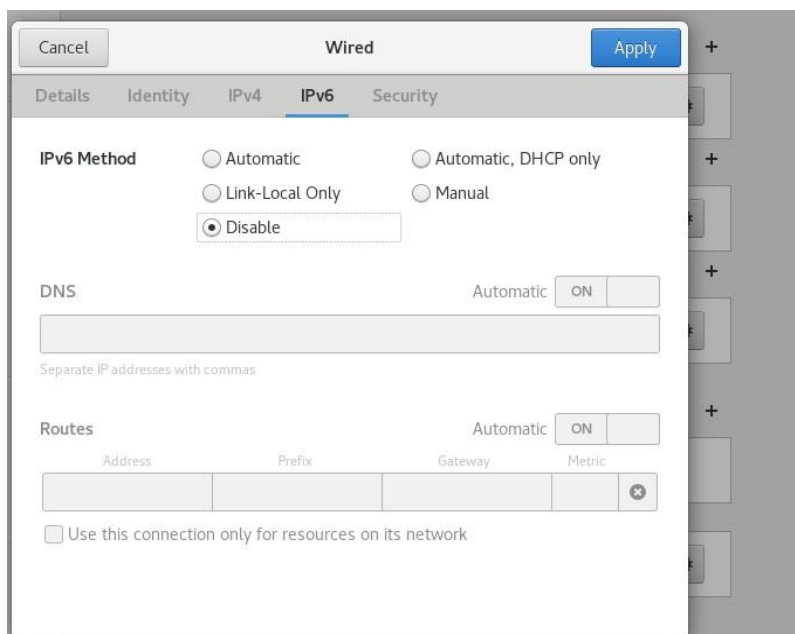 Cancel Wired Apply
Details Identity IPv4 IPv6 Security
IPv6 Method Automatic Automatic, DHCP only
Link-Local Only Manual
Disable
DNS Automatic ON
Separate IP addresses with commas
Routes Automatic ON
Address Prefix Gateway Metric
Use this connection only for resources on its network